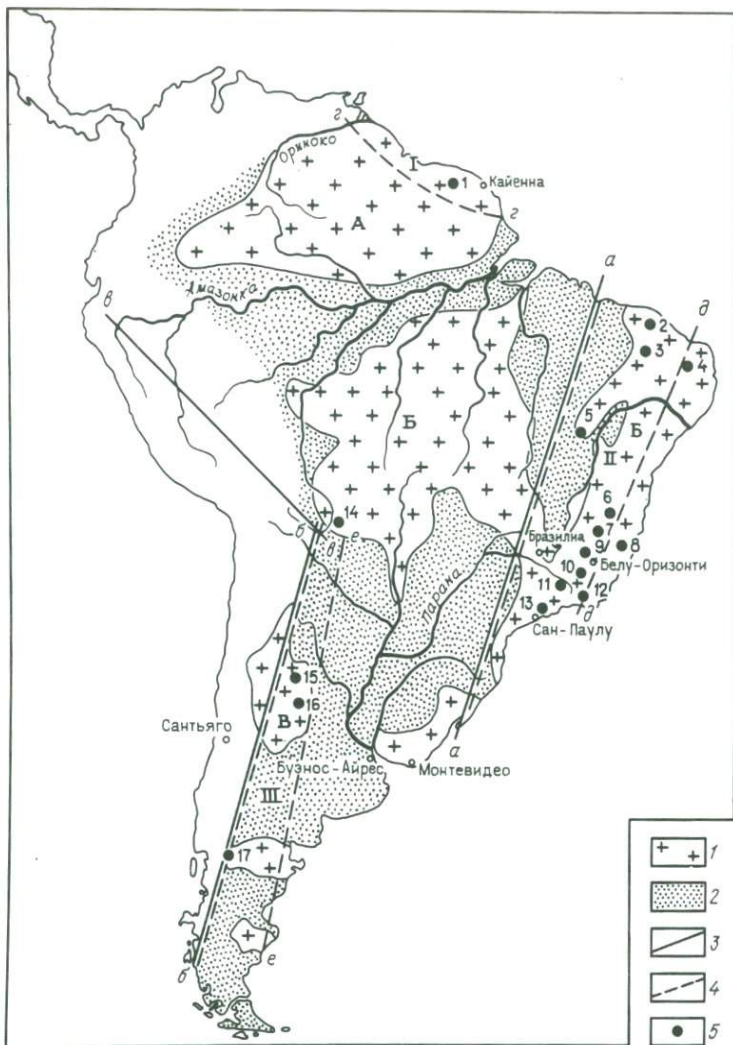 г
Ориноко
I
1
Кайенна
г
А
а
Амазонка
в
2
д
3
4
5
Б
Б
II
6
14
7
8
б
в
е
Бразилиа
9
Белу-Оризонти
10
11
12
Парана
13
д
Сан-Паулу
15
16
В
Сантьяго
а
Буэнос-Айрес
Монтевидео
III
17
б
е
1
2
3
4
5